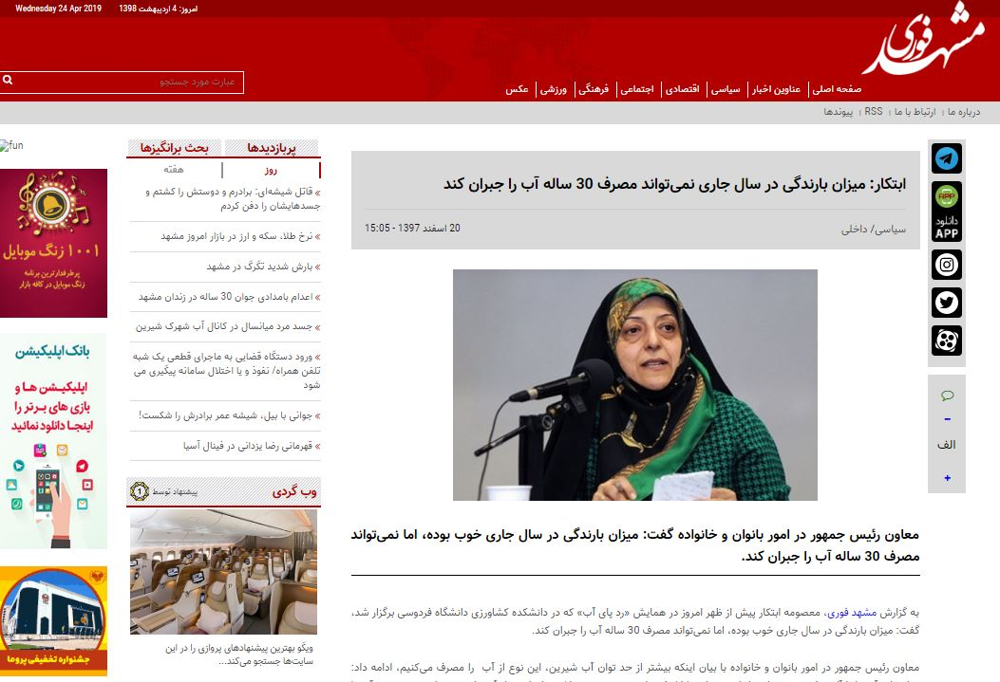 امروز: 4 اردیبهشت 1398
Wednesday 24 Apr 2019
مشهد فوری
عبارت مورد جستجو
صفحه اصلی
عناوین اخبار
سیاسی
اقتصادی
اجتماعی
فرهنگی
ورزشی
عکس
درباره ما
ارتباط با ما
RSS
پیوندها
ابتکار: میزان بارندگی در سال جاری نمی‌تواند مصرف 30 ساله آب را جبران کند
سیاسی/ داخلی
20 اسفند 1397 - 15:05
معاون رئیس جمهور در امور بانوان و خانواده گفت: میزان بارندگی در سال جاری خوب بوده، اما نمی‌تواند
مصرف 30 ساله آب را جبران کند.
به گزارش مشهد فوری، معصومه ابتکار پیش از ظهر امروز در همایش «رد پای آب» که در دانشکده کشاورزی دانشگاه فردوسی برگزار شد،
گفت: میزان بارندگی در سال جاری خوب بوده، اما نمی‌تواند مصرف 30 ساله آب را جبران کند.
معاون رئیس جمهور در امور بانوان و خانواده با بیان اینکه بیشتر از حد توان آب شیرین، این نوع از آب را مصرف می‌کنیم، ادامه داد:
APP
دانلود
APP
−
الف
+
پربازدیدها
بحث برانگیزها
روز
هفته
» قاتل شیشه‌ای: برادرم و دوستش را کشتم و
جسدهایشان را دفن کردم
» نرخ طلا، سکه و ارز در بازار امروز مشهد
» بارش شدید تگرگ در مشهد
» اعدام بامدادی جوان 30 ساله در زندان مشهد
» جسد مرد میانسال در کانال آب شهرک شیرین
» ورود دستگاه قضایی به ماجرای قطعی یک شبه
تلفن همراه/ نفوذ و یا اختلال سامانه پیگیری می
شود
» جوانی با بیل، شیشه عمر برادرش را شکست!
» قهرمانی رضا یزدانی در فینال آسیا
وب گردی
پیشنهاد توسط
1
ویگو بهترین پیشنهادهای پروازی را در این
سایت‌ها جستجو می‌کند...
fun
۱۰۰۱ زنگ موبایل
پرطرفدارترین برنامه
زنگ موبایل در کافه بازار
بانک اپلیکیشن
اپلیکیشن ها و
بازی های برتر را
اینجا دانلود نمائید
جشنواره تخفیفی پروما